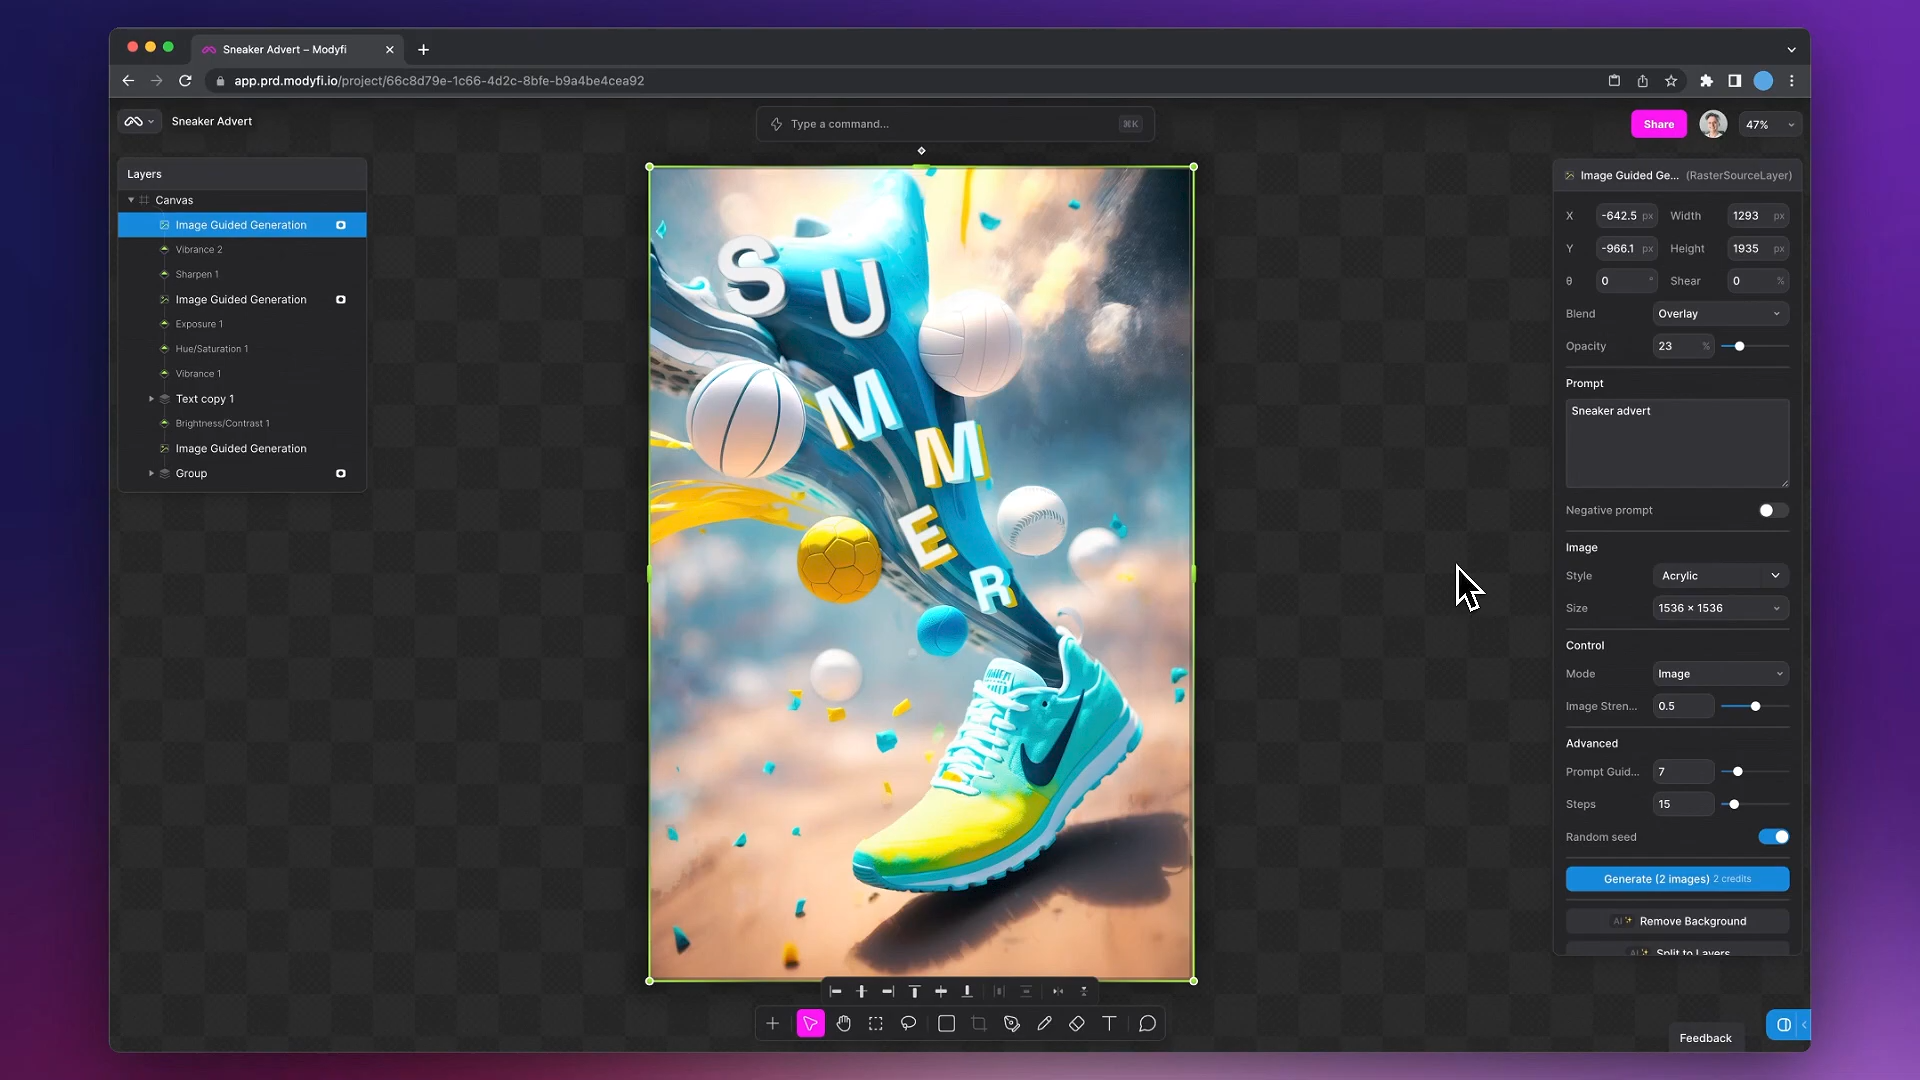 Sneaker Advert – Modyfi
app.prd.modyfi.io/project/66c8d79e-1c66-4d2c-8bfe-b9a4be4cea92
Sneaker Advert
Type a command...
⌘K
Share
47%
Layers
Canvas
Image Guided Generation
Vibrance 2
Sharpen 1
Image Guided Generation
Exposure 1
Hue/Saturation 1
Vibrance 1
Text copy 1
Brightness/Contrast 1
Image Guided Generation
Group
SUMMER
Image Guided Ge... (RasterSourceLayer)
X -642.5 px Width 1293 px
Y -966.1 px Height 1935 px
θ 0 ° Shear 0 %
Blend Overlay
Opacity 23 %
Prompt
Sneaker advert
Negative prompt
Image
Style Acrylic
Size 1536 × 1536
Control
Mode Image
Image Stren... 0.5
Advanced
Prompt Guid... 7
Steps 15
Random seed
Generate (2 images) 2 credits
AI Remove Background
AI Split to Layers
Feedback